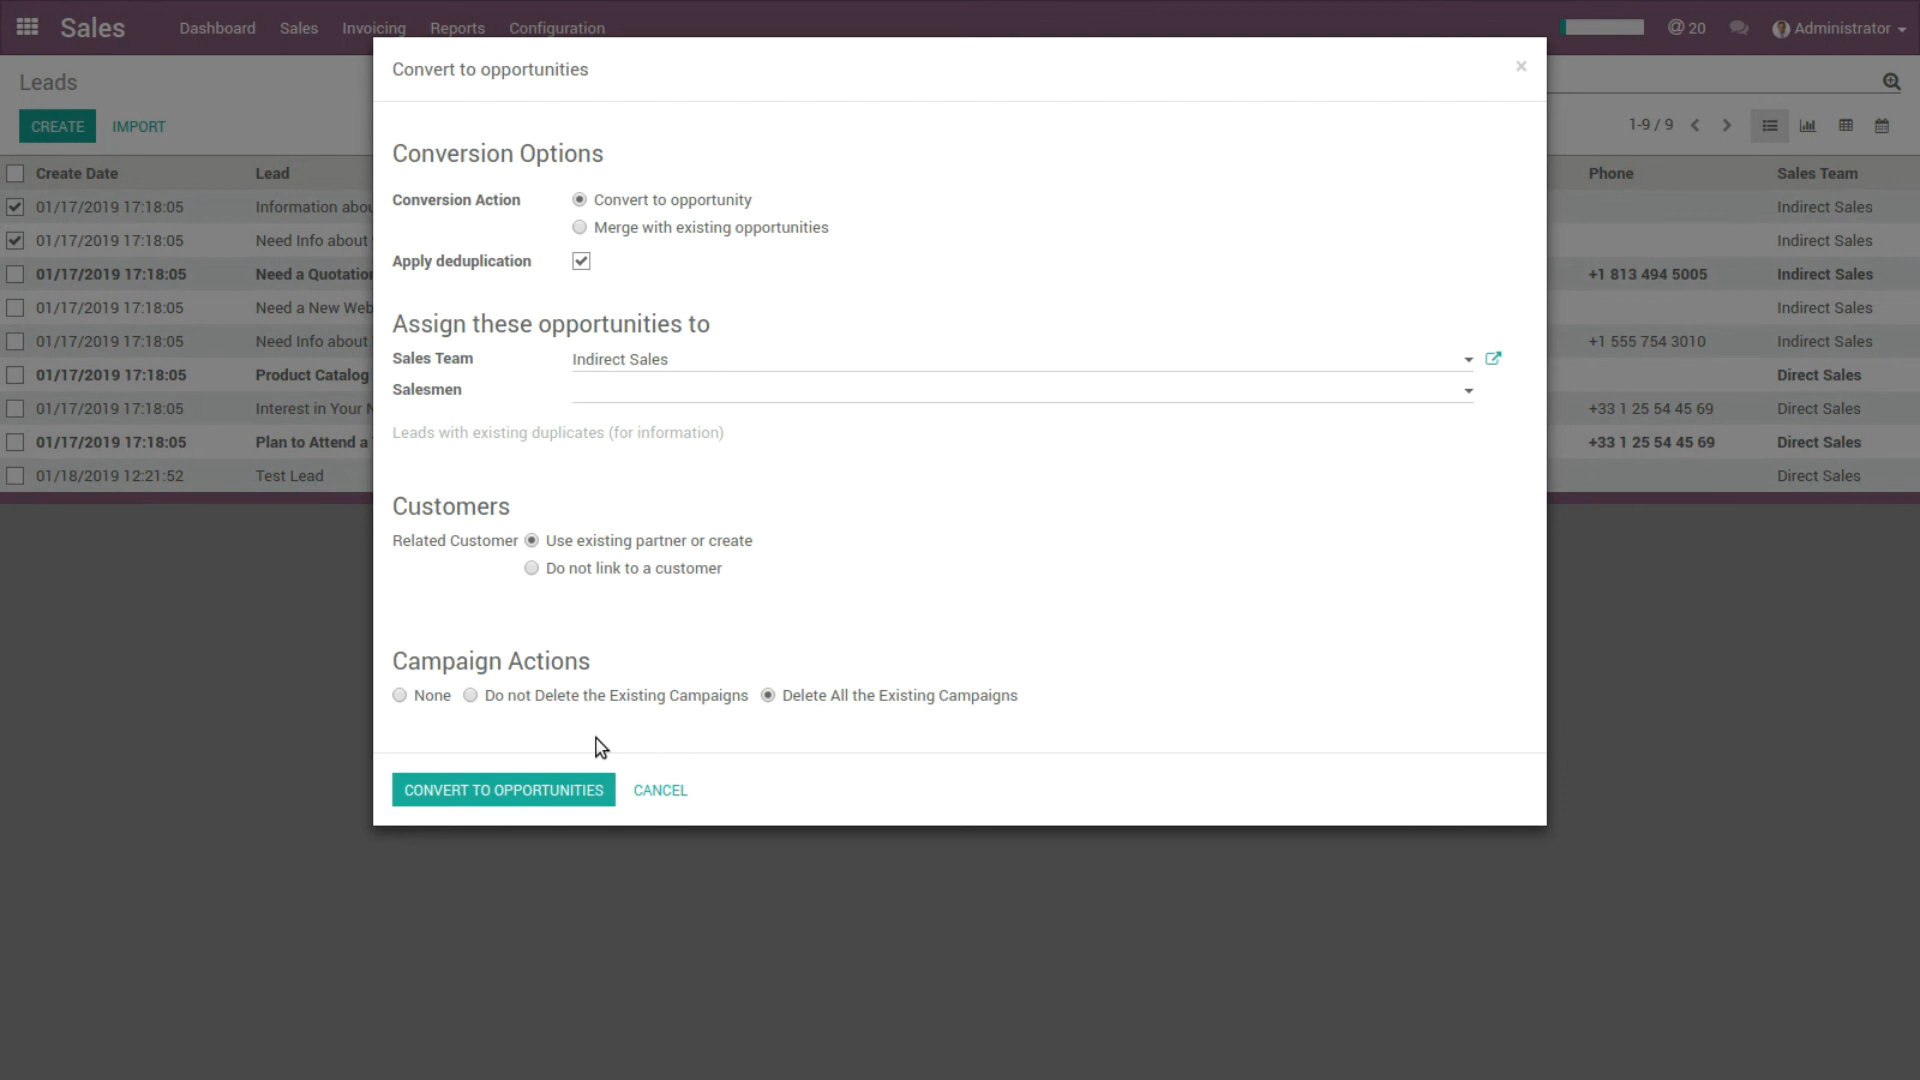 Sales Dashboard Sales Invoicing Reports Configuration @ 20 Administrator
Convert to opportunities ×
Leads
CREATE IMPORT 1-9 / 9
Create Date Lead Phone Sales Team
01/17/2019 17:18:05 Information abou Indirect Sales
01/17/2019 17:18:05 Need Info about Indirect Sales
01/17/2019 17:18:05 Need a Quotation +1 813 494 5005 Indirect Sales
01/17/2019 17:18:05 Need a New Web Indirect Sales
01/17/2019 17:18:05 Need Info about +1 555 754 3010 Indirect Sales
01/17/2019 17:18:05 Product Catalog Direct Sales
01/17/2019 17:18:05 Interest in Your +33 1 25 54 45 69 Direct Sales
01/17/2019 17:18:05 Plan to Attend a +33 1 25 54 45 69 Direct Sales
01/18/2019 12:21:52 Test Lead Direct Sales
Conversion Options
Conversion Action Convert to opportunity
Merge with existing opportunities
Apply deduplication
Assign these opportunities to
Sales Team Indirect Sales
Salesmen
Leads with existing duplicates (for information)
Customers
Related Customer Use existing partner or create
Do not link to a customer
Campaign Actions
None Do not Delete the Existing Campaigns Delete All the Existing Campaigns
CONVERT TO OPPORTUNITIES CANCEL